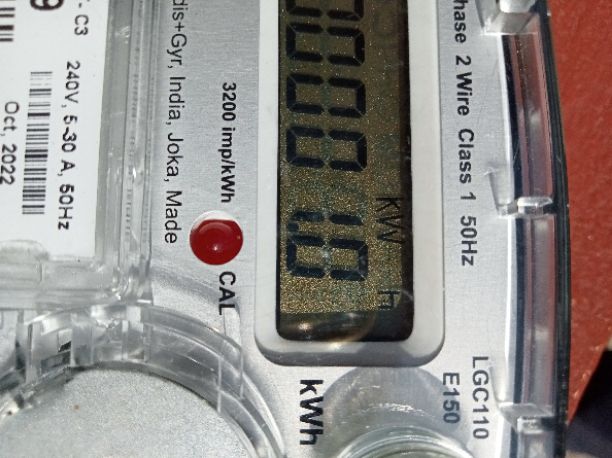 hase 2 Wire Class 1 50Hz
LGC110
E150
KW h
kWh
3200 imp/kWh
CAL
dis+Gyr, India, Joka, Made
C3
240V, 5-30 A, 50Hz
Oct, 2022